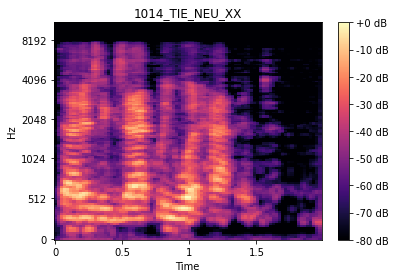 1014_TIE_NEU_XX
+0 dB
8192
-10 dB
4096
-20 dB
-30 dB
2048
-40 dB
Hz
1024
-50 dB
512
-60 dB
-70 dB
0
-80 dB
0 0.5 1 1.5
Time